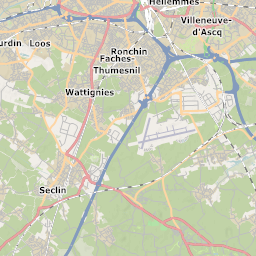 Hellemmes
Villeneuve-
d'Ascq
urdin
Loos
Ronchin
Faches-
Thumesnil
Wattignies
Seclin